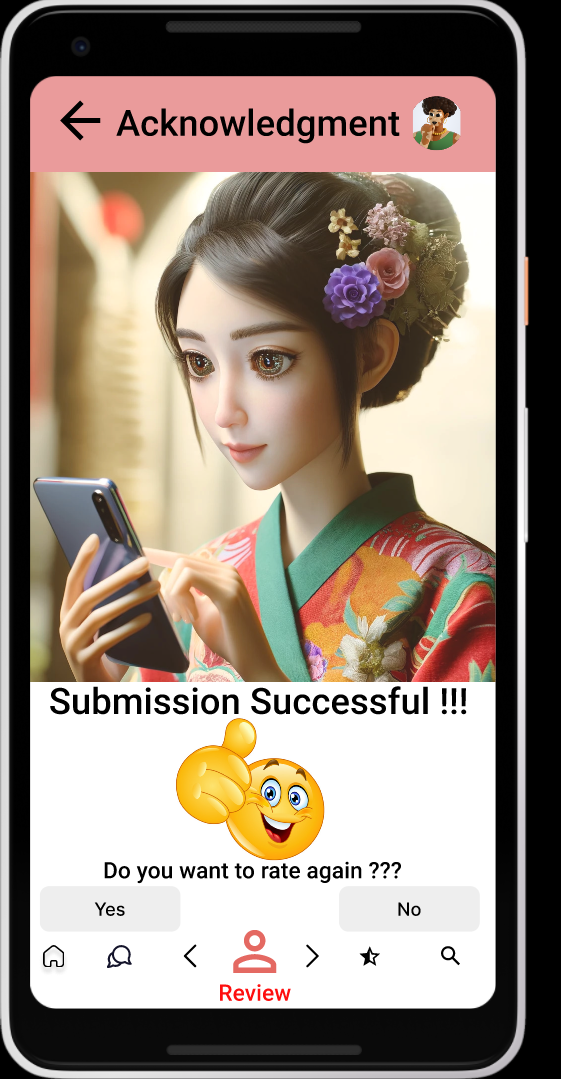 Acknowledgment
Submission Successful !!!
Do you want to rate again ???
Yes
No
Review